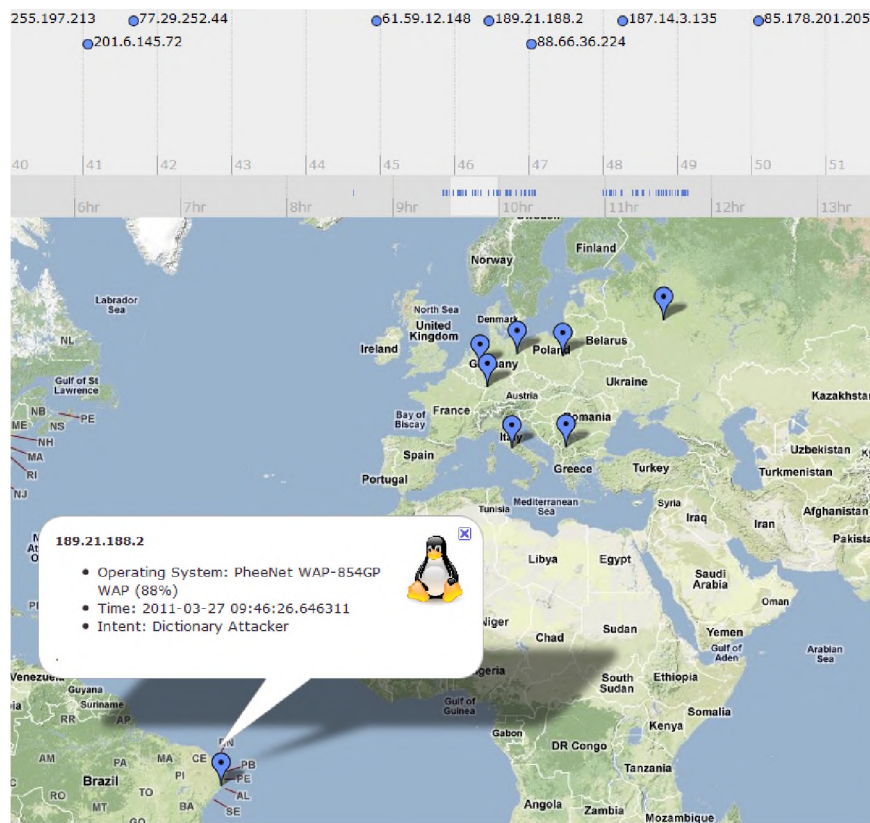 255.197.213
77.29.252.44
61.59.12.148
189.21.188.2
187.14.3.135
85.178.201.205
201.6.145.72
88.66.36.224
40
41
42
43
44
45
46
47
48
49
50
51
6hr
7hr
8hr
9hr
10hr
11hr
12hr
13hr
Finland
Norway
Labrador
Sea
North Sea
Denmark
United
Kingdom
Ireland
Poland
Belarus
Germany
NL
Gulf of St
Lawrence
Ukraine
Austria
Kazakhsta
NB
PE
ME
NS
France
Bay of
Biscay
Romania
NH
MA
Italy
Uzbekistan
Ky
RI
Spain
Greece
Turkey
Turkmenistan
NJ
Portugal
Mediterranean
Sea
Tunisia
Syria
Afghanistan
Iraq
Iran
Pakist
189.21.188.2
• Operating System: PheeNet WAP-854GP
WAP (88%)
• Time: 2011-03-27 09:46:26.646311
• Intent: Dictionary Attacker
.
Libya
Egypt
Saudi
Arabia
Oman
Niger
Chad
Sudan
Yemen
Gulf of
Aden
Arabian
Sea
Venezuel
Guyana
Suriname
RR
AP
geria
South
Sudan
Ethiopia
Gulf of
Guinea
Somalia
Gabon
Kenya
DR Congo
AM
PA
MA
CE
RN
PB
PE
Brazil
PI
TO
AL
RO
MT
BA
SE
GO
Tanzania
Angola
Zambia
Mozambique